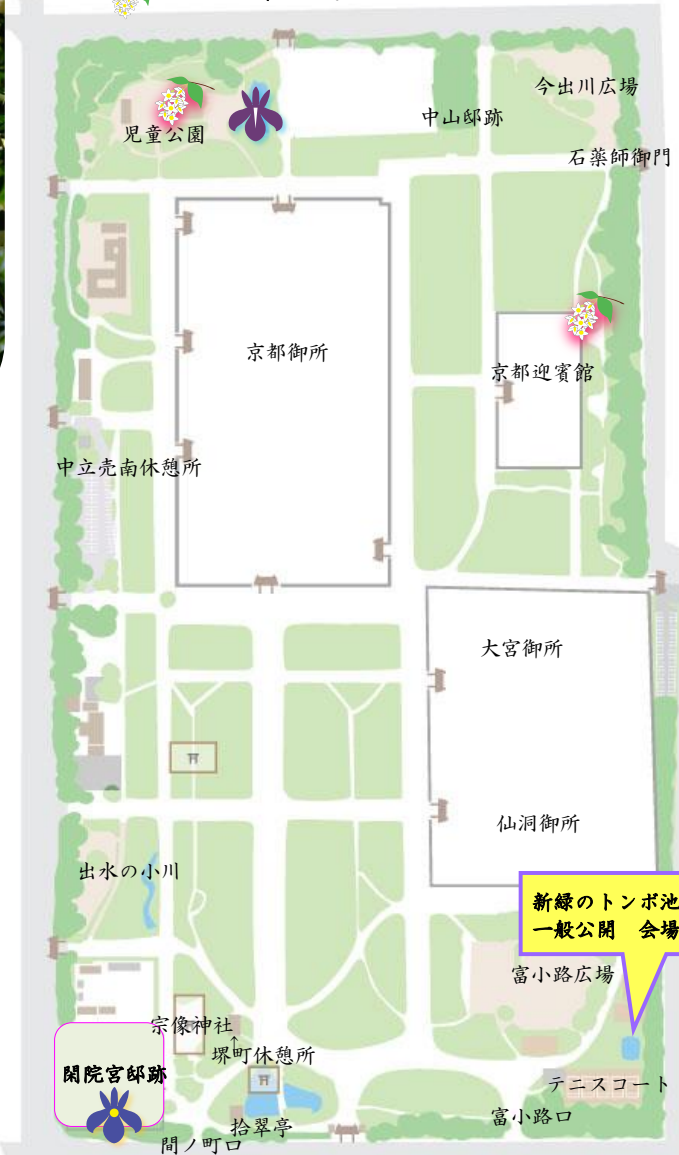 今出川広場
中山邸跡
児童公園
石薬師御門
京都御所
京都迎賓館
中立売南休憩所
大宮御所
仙洞御所
出水の小川
新緑のトンボ池
一般公開　会場
富小路広場
宗像神社
↑
堺町休憩所
閑院宮邸跡
テニスコート
富小路口
拾翠亭
間ノ町口